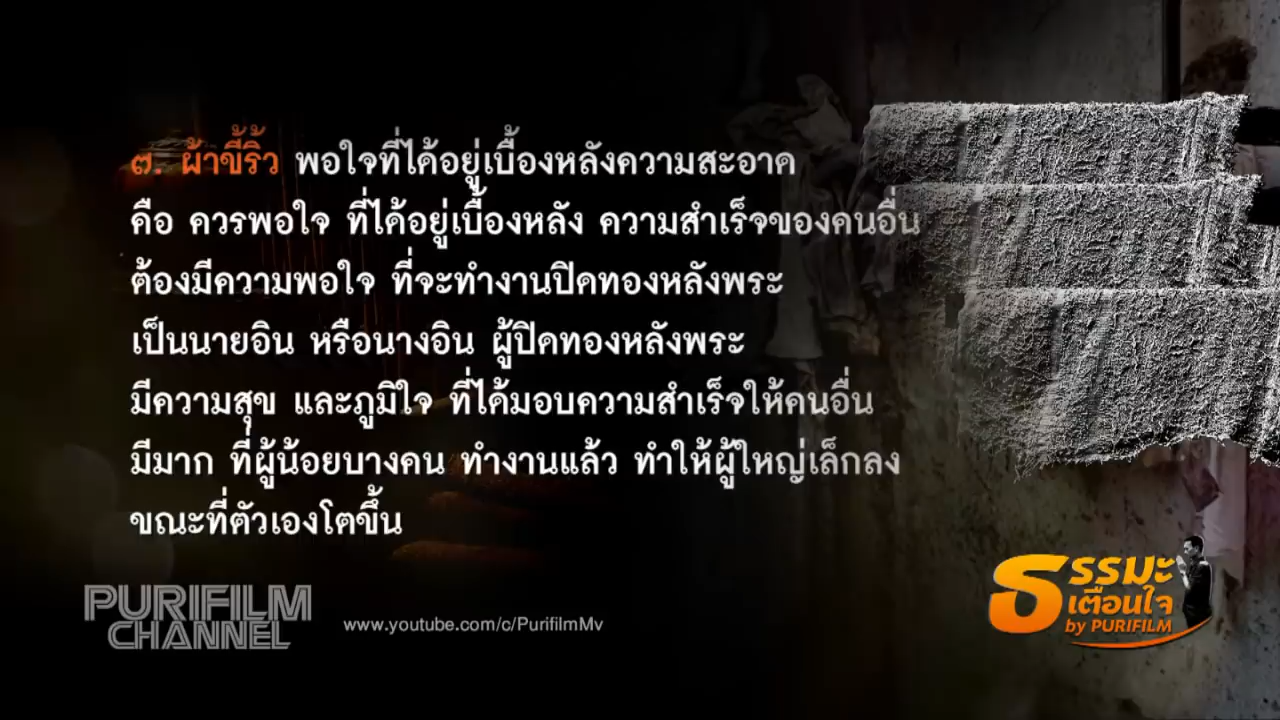 ๓. ผ้าขี้ริ้ว พอใจที่ได้อยู่เบื้องหลังความสะอาด
คือ ควรพอใจ ที่ได้อยู่เบื้องหลัง ความสำเร็จของคนอื่น
ต้องมีความพอใจ ที่จะทำงานปิดทองหลังพระ
เป็นนายอิน หรือนางอิน ผู้ปิดทองหลังพระ
มีความสุข และภูมิใจ ที่ได้มอบความสำเร็จให้คนอื่น
มีมาก ที่ผู้น้อยบางคน ทำงานแล้ว ทำให้ผู้ใหญ่เล็กลง
ขณะที่ตัวเองโตขึ้น
PURIFILM
CHANNEL
www.youtube.com/c/PurifilmMv
ธรรมะ
เตือนใจ
by PURIFILM